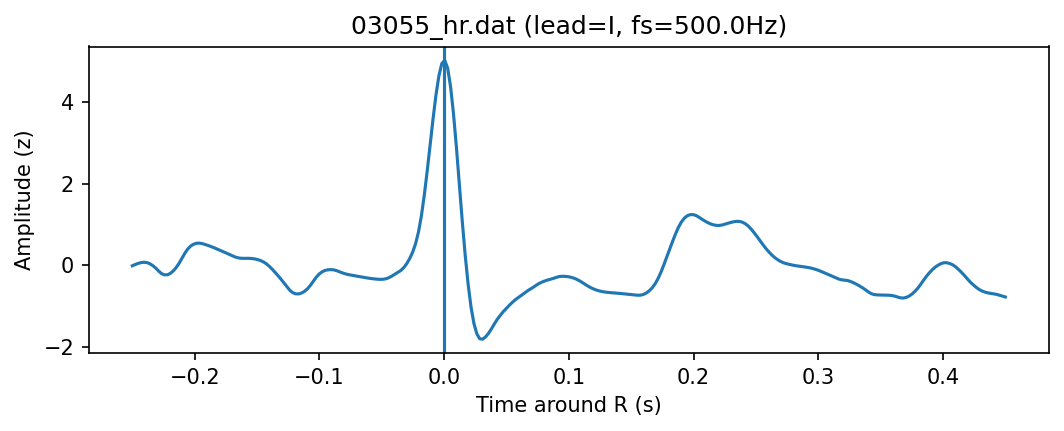 03055_hr.dat (lead=I, fs=500.0Hz)
Amplitude (z)
4
2
0
−2
−0.2 −0.1 0.0 0.1 0.2 0.3 0.4
Time around R (s)